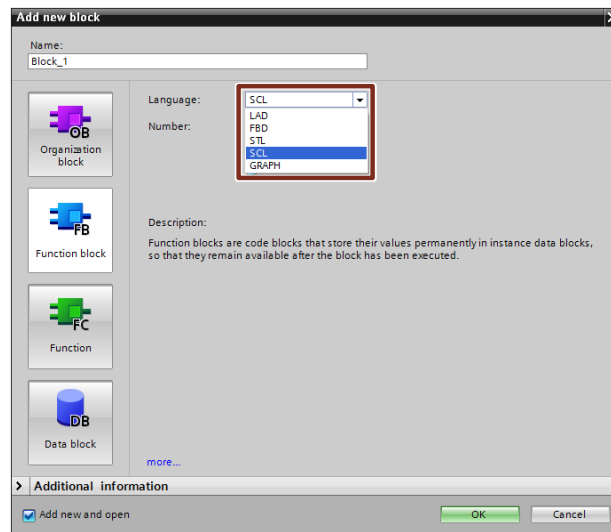 Add new block
Name:
Block_1
OB
Organization
block
FB
Function block
FC
Function
DB
Data block
Language:
SCL
LAD
FBD
STL
SCL
GRAPH
Number:
Description:
Function blocks are code blocks that store their values permanently in instance data blocks,
so that they remain available after the block has been executed.
more...
> Additional information
Add new and open
OK
Cancel